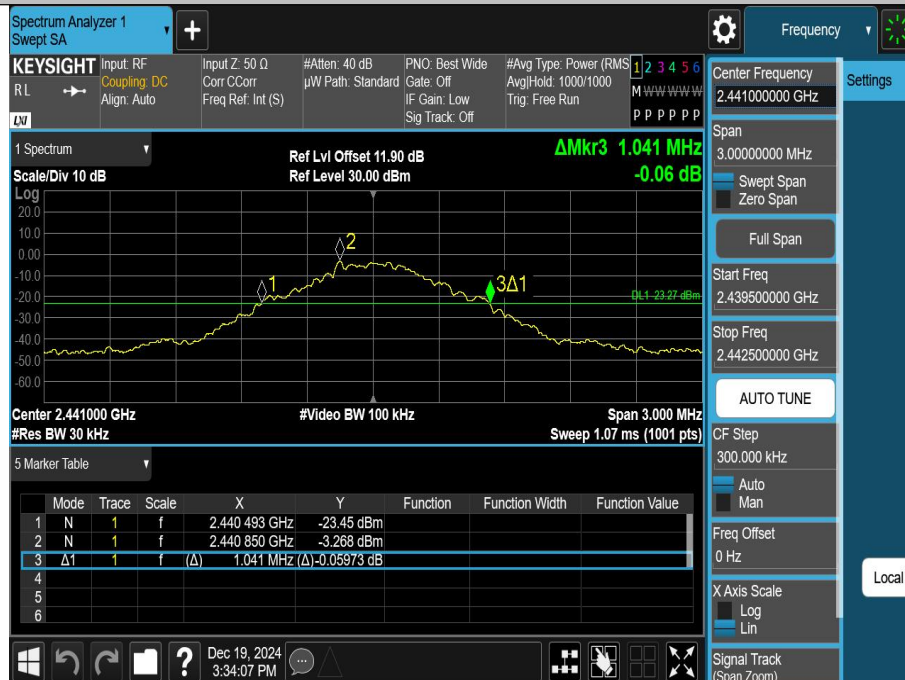 Spectrum Analyzer 1
Swept SA
Frequency
KEYSIGHT
RL
LXI
Input: RF
Coupling: DC
Align: Auto
Input Z: 50 Ω
Corr CCorr
Freq Ref: Int (S)
#Atten: 40 dB
µW Path: Standard
PNO: Best Wide
Gate: Off
IF Gain: Low
Sig Track: Off
#Avg Type: Power (RMS
Avg|Hold: 1000/1000
Trig: Free Run
1 2 3 4 5 6
M W W W W W
P P P P P P
1 Spectrum
Scale/Div 10 dB
Ref Lvl Offset 11.90 dB
Ref Level 30.00 dBm
ΔMkr3 1.041 MHz
-0.06 dB
Log
20.0
10.0
0.00
-10.0
-20.0
-30.0
-40.0
-50.0
-60.0
1
2
3Δ1
DL1 -23.27 dBm
Center 2.441000 GHz
#Video BW 100 kHz
Span 3.000 MHz
#Res BW 30 kHz
Sweep 1.07 ms (1001 pts)
5 Marker Table
Mode Trace Scale X Y Function Function Width Function Value
1 N 1 f 2.440 493 GHz -23.45 dBm
2 N 1 f 2.440 850 GHz -3.268 dBm
3 Δ1 1 f (Δ) 1.041 MHz (Δ) -0.05973 dB
4
5
6
Dec 19, 2024
3:34:07 PM
Center Frequency
2.441000000 GHz
Settings
Span
3.00000000 MHz
Swept Span
Zero Span
Full Span
Start Freq
2.439500000 GHz
Stop Freq
2.442500000 GHz
AUTO TUNE
CF Step
300.000 kHz
Auto
Man
Freq Offset
0 Hz
Local
X Axis Scale
Log
Lin
Signal Track
(Span Zoom)